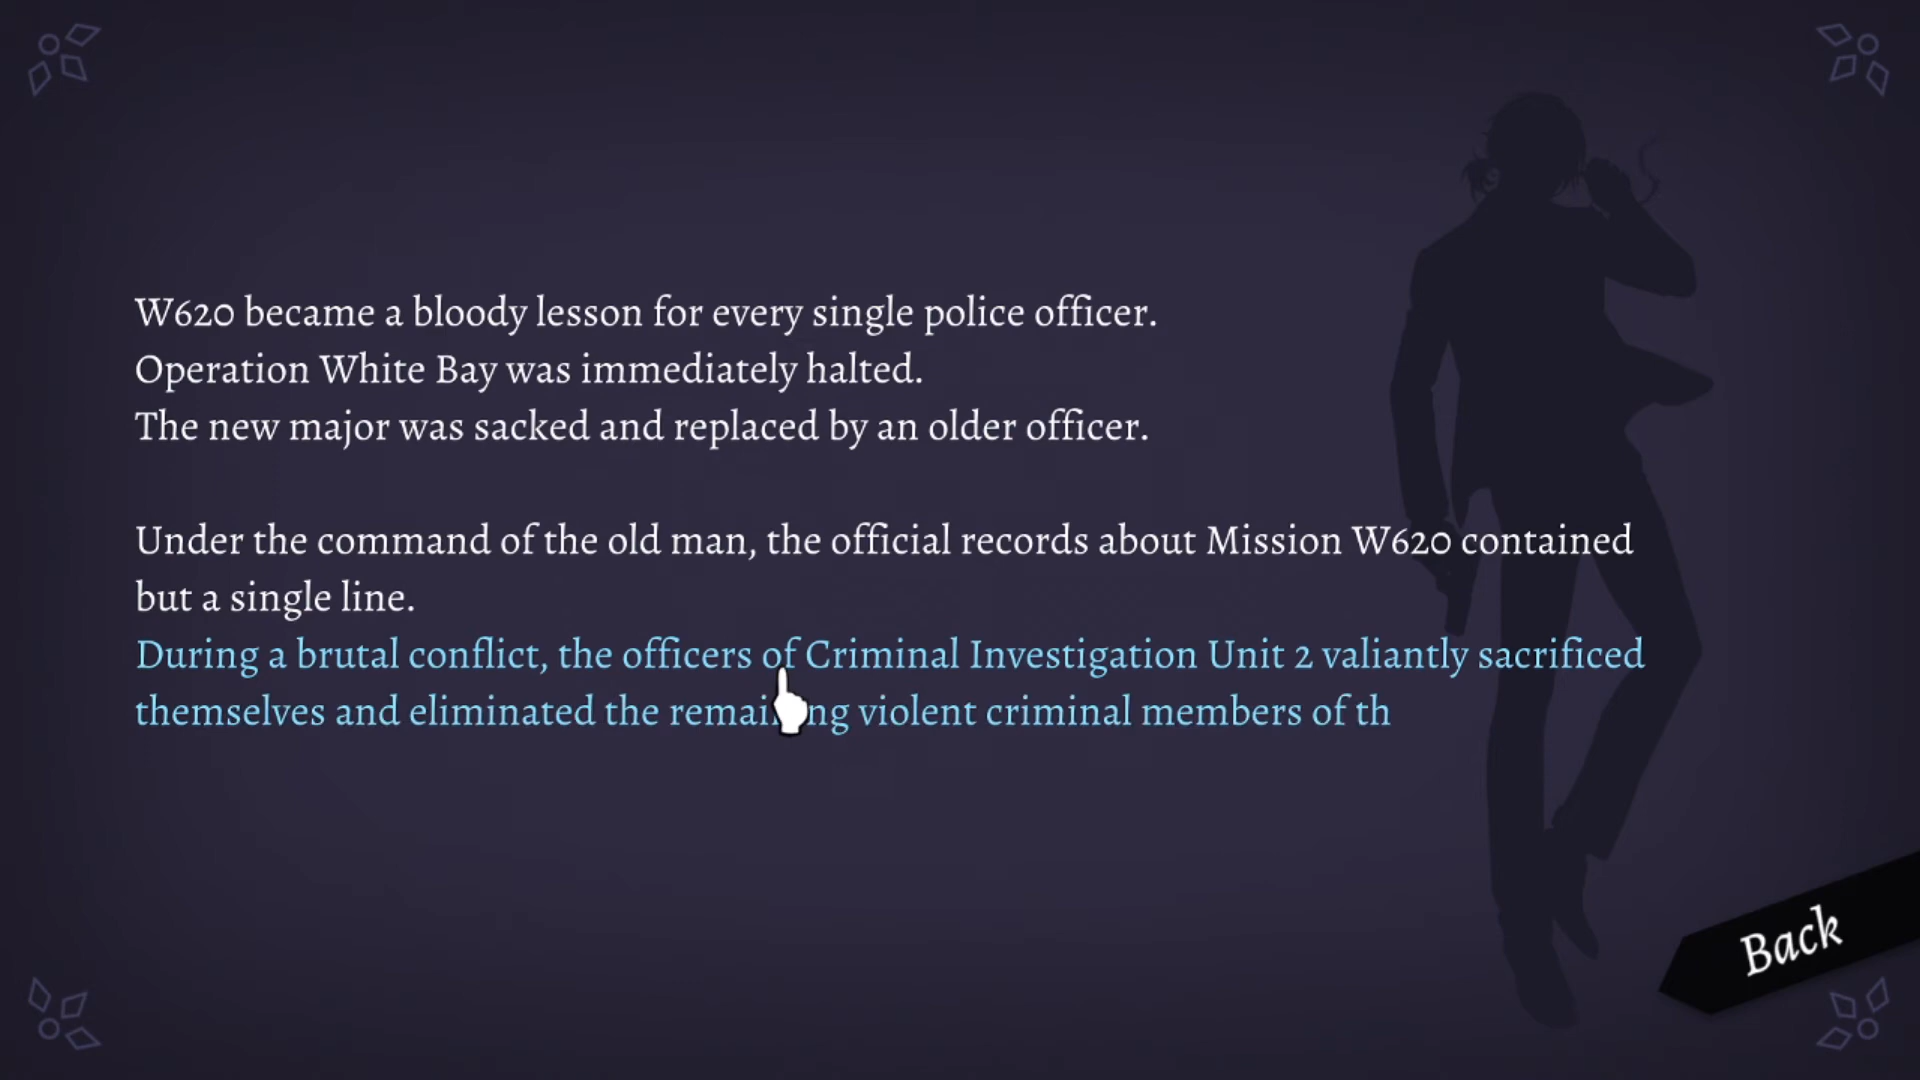 W620 became a bloody lesson for every single police officer.
Operation White Bay was immediately halted.
The new major was sacked and replaced by an older officer.
Under the command of the old man, the official records about Mission W620 contained
but a single line.
During a brutal conflict, the officers of Criminal Investigation Unit 2 valiantly sacrificed
themselves and eliminated the remaining violent criminal members of th
Back